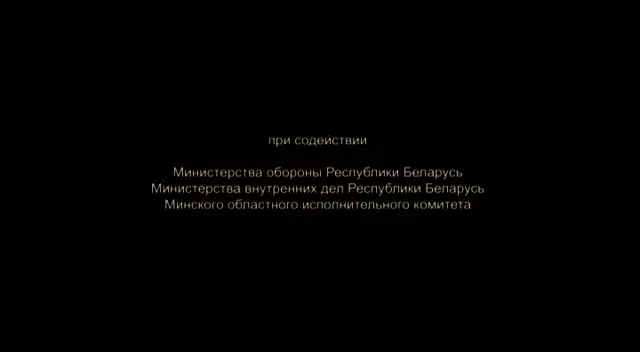 при содействии
Министерства обороны Республики Беларусь
Министерства внутренних дел Республики Беларусь
Минского областного исполнительного комитета